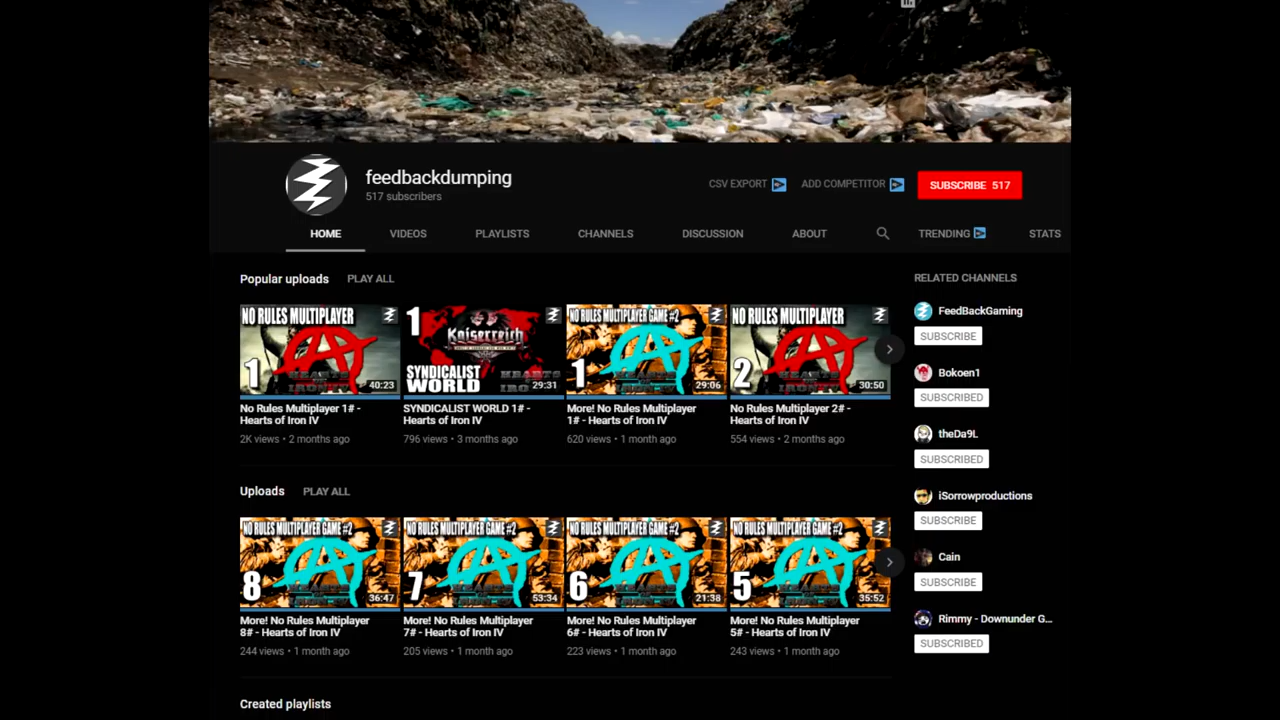 feedbackdumping
517 subscribers
CSV EXPORT
ADD COMPETITOR
SUBSCRIBE 517
HOME
VIDEOS
PLAYLISTS
CHANNELS
DISCUSSION
ABOUT
TRENDING
STATS
Popular uploads
PLAY ALL
NO RULES MULTIPLAYER
1
40:23
No Rules Multiplayer 1# -
Hearts of Iron IV
2K views • 2 months ago
1
Kaiserreich
SYNDICALIST
WORLD
HEARTS
IRON
29:31
SYNDICALIST WORLD 1# -
Hearts of Iron IV
796 views • 3 months ago
NO RULES MULTIPLAYER GAME #2
1
29:06
More! No Rules Multiplayer
1# - Hearts of Iron IV
620 views • 1 month ago
NO RULES MULTIPLAYER
2
30:50
No Rules Multiplayer 2# -
Hearts of Iron IV
554 views • 2 months ago
Uploads
PLAY ALL
NO RULES MULTIPLAYER GAME #2
8
36:47
More! No Rules Multiplayer
8# - Hearts of Iron IV
244 views • 1 month ago
NO RULES MULTIPLAYER GAME #2
7
53:34
More! No Rules Multiplayer
7# - Hearts of Iron IV
205 views • 1 month ago
NO RULES MULTIPLAYER GAME #2
6
21:38
More! No Rules Multiplayer
6# - Hearts of Iron IV
223 views • 1 month ago
NO RULES MULTIPLAYER GAME #2
5
35:52
More! No Rules Multiplayer
5# - Hearts of Iron IV
243 views • 1 month ago
Created playlists
RELATED CHANNELS
FeedBackGaming
SUBSCRIBE
Bokoen1
SUBSCRIBED
theDa9L
SUBSCRIBED
iSorrowproductions
SUBSCRIBE
Cain
SUBSCRIBE
Rimmy - Downunder G...
SUBSCRIBED